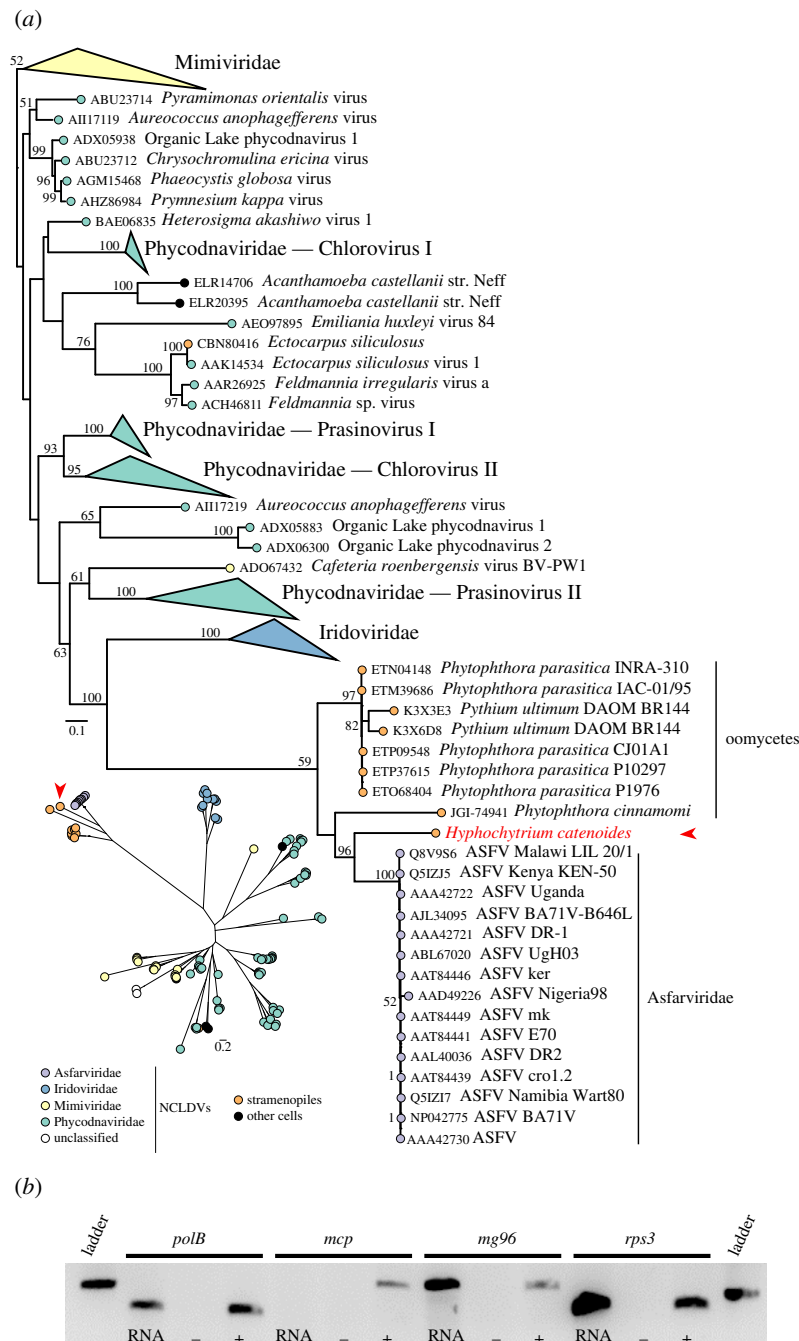 (a)
52
Mimiviridae
51
ABU23714 Pyramimonas orientalis virus
AII17119 Aureococcus anophagefferens virus
ADX05938 Organic Lake phycodnavirus 1
99
ABU23712 Chrysochromulina ericina virus
96
AGM15468 Phaeocystis globosa virus
99
AHZ86984 Prymnesium kappa virus
BAE06835 Heterosigma akashiwo virus 1
100
Phycodnaviridae — Chlorovirus I
100
ELR14706 Acanthamoeba castellanii str. Neff
ELR20395 Acanthamoeba castellanii str. Neff
AEO97895 Emiliania huxleyi virus 84
76
100
CBN80416 Ectocarpus siliculosus
100
AAK14534 Ectocarpus siliculosus virus 1
AAR26925 Feldmannia irregularis virus a
97
ACH46811 Feldmannia sp. virus
100
Phycodnaviridae — Prasinovirus I
93
95
Phycodnaviridae — Chlorovirus II
AII17219 Aureococcus anophagefferens virus
65
ADX05883 Organic Lake phycodnavirus 1
100
ADX06300 Organic Lake phycodnavirus 2
ADO67432 Cafeteria roenbergensis virus BV-PW1
61
100
Phycodnaviridae — Prasinovirus II
63
100
Iridoviridae
100
0.1
ETN04148 Phytophthora parasitica INRA-310
97
ETM39686 Phytophthora parasitica IAC-01/95
K3X3E3 Pythium ultimum DAOM BR144
82
K3X6D8 Pythium ultimum DAOM BR144
oomycetes
ETP09548 Phytophthora parasitica CJ01A1
59
ETP37615 Phytophthora parasitica P10297
ETO68404 Phytophthora parasitica P1976
JGI-74941 Phytophthora cinnamomi
Hyphochytrium catenoides
96
Q8V9S6 ASFV Malawi LIL 20/1
100
Q5IZJ5 ASFV Kenya KEN-50
AAA42722 ASFV Uganda
AJL34095 ASFV BA71V-B646L
AAA42721 ASFV DR-1
ABL67020 ASFV UgH03
AAT84446 ASFV ker
Asfarviridae
52
AAD49226 ASFV Nigeria98
AAT84449 ASFV mk
AAT84441 ASFV E70
AAL40036 ASFV DR2
1
AAT84439 ASFV cro1.2
Q5IZI7 ASFV Namibia Wart80
1
NP042775 ASFV BA71V
AAA42730 ASFV
0.2
Asfarviridae
Iridoviridae
Mimiviridae
Phycodnaviridae
unclassified
NCLDVs
stramenopiles
other cells
(b)
ladder
polB
mcp
mg96
rps3
ladder
RNA – + RNA – + RNA – + RNA – +